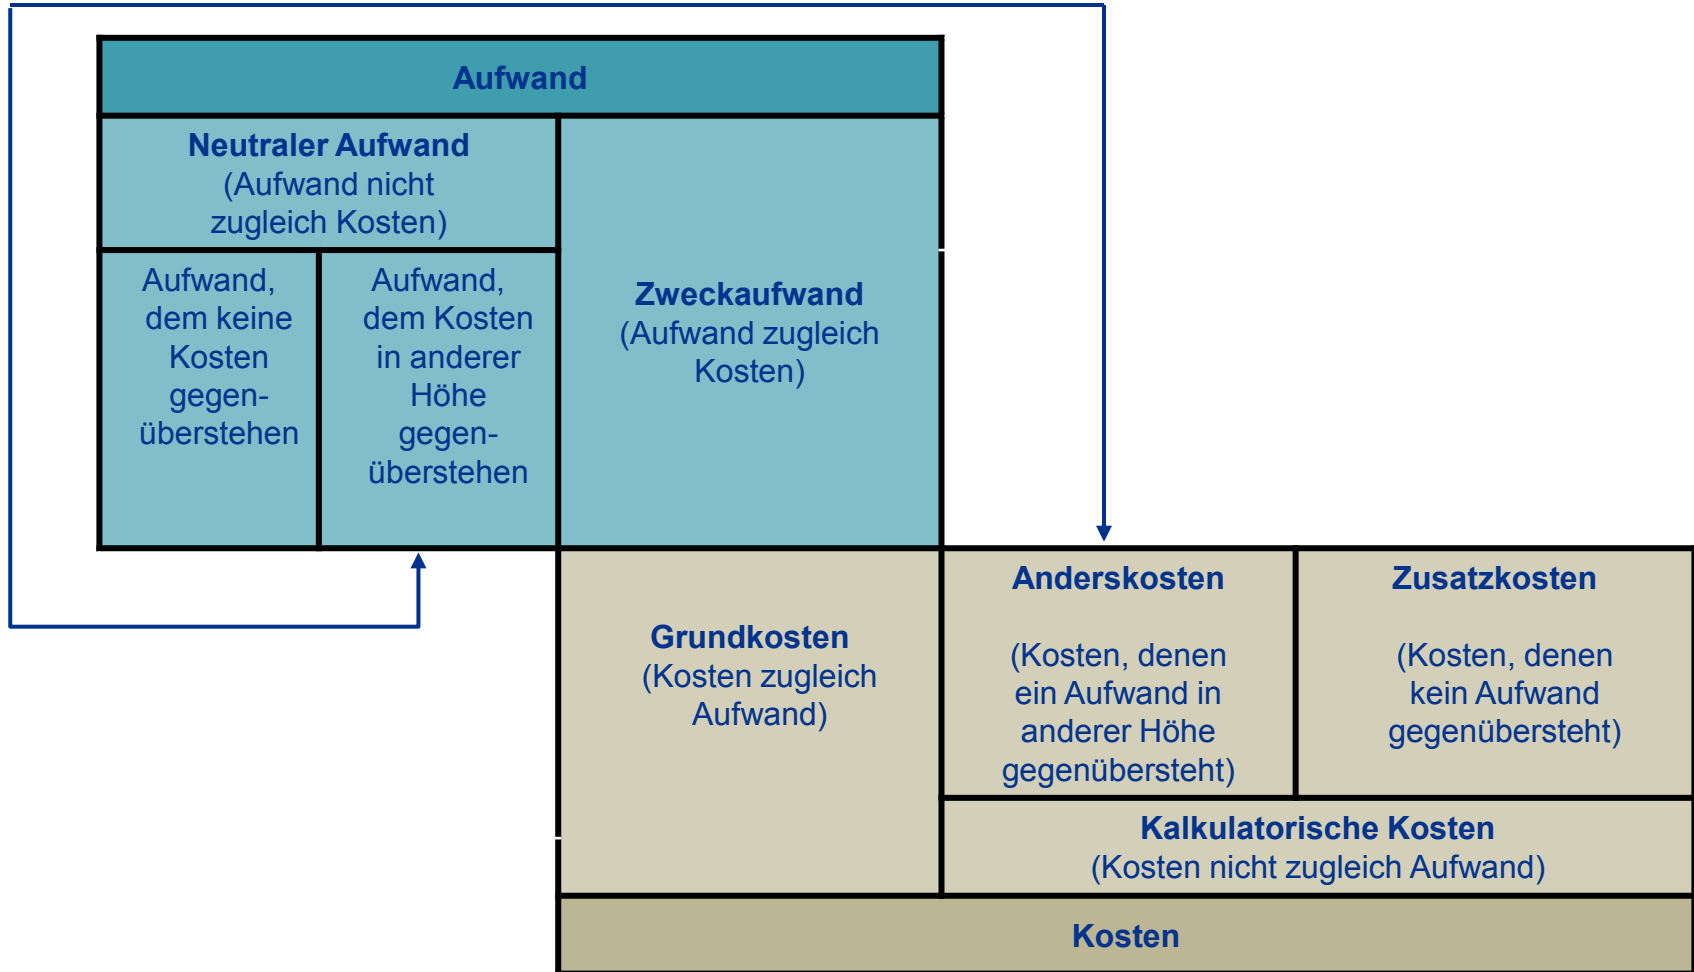 Aufwand
Neutraler Aufwand
(Aufwand nicht
zugleich Kosten)
Aufwand,
dem keine
Kosten
gegen-
überstehen
Aufwand,
dem Kosten
in anderer
Höhe
gegen-
überstehen
Zweckaufwand
(Aufwand zugleich
Kosten)
Grundkosten
(Kosten zugleich
Aufwand)
Anderskosten
(Kosten, denen
ein Aufwand in
anderer Höhe
gegenübersteht)
Zusatzkosten
(Kosten, denen
kein Aufwand
gegenübersteht)
Kalkulatorische Kosten
(Kosten nicht zugleich Aufwand)
Kosten